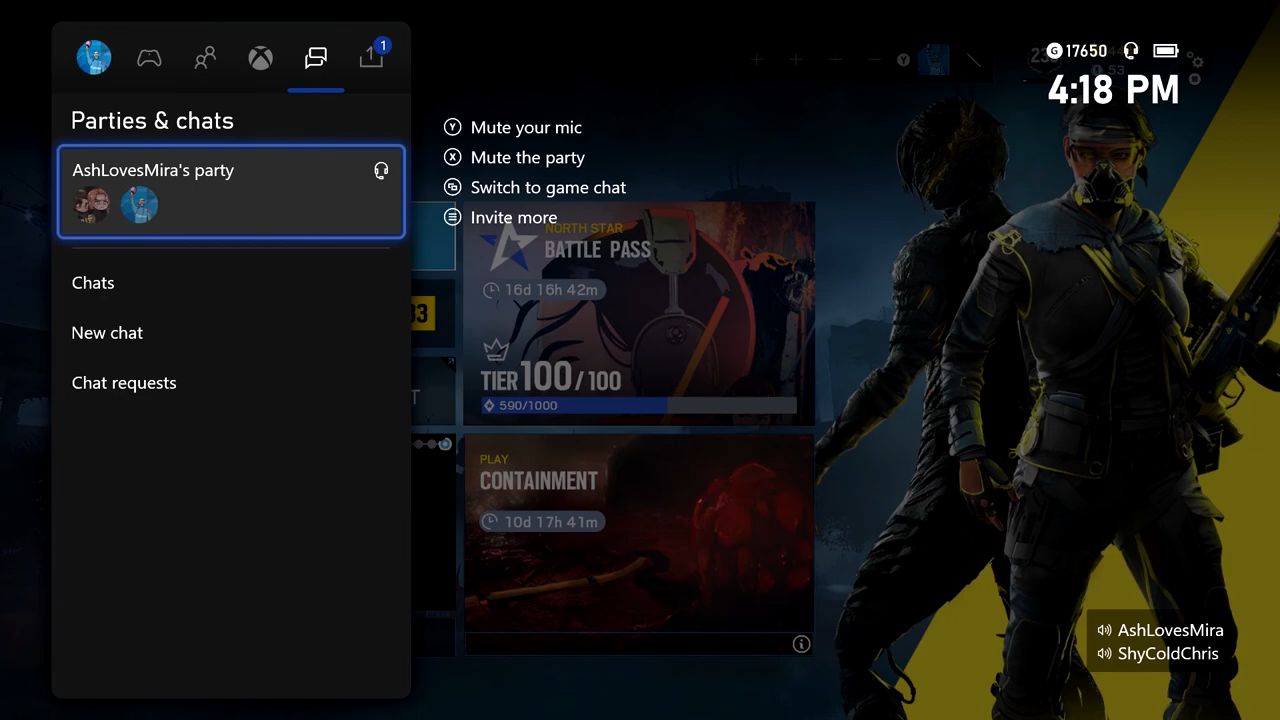 1
Parties & chats
AshLovesMira's party
Chats
New chat
Chat requests
Y Mute your mic
X Mute the party
Switch to game chat
Invite more
NORTH STAR
BATTLE PASS
16d 16h 42m
TIER 100/100
590/1000
PLAY
CONTAINMENT
10d 17h 41m
Y
G 17650
53
4:18 PM
AshLovesMira
ShyColdChris